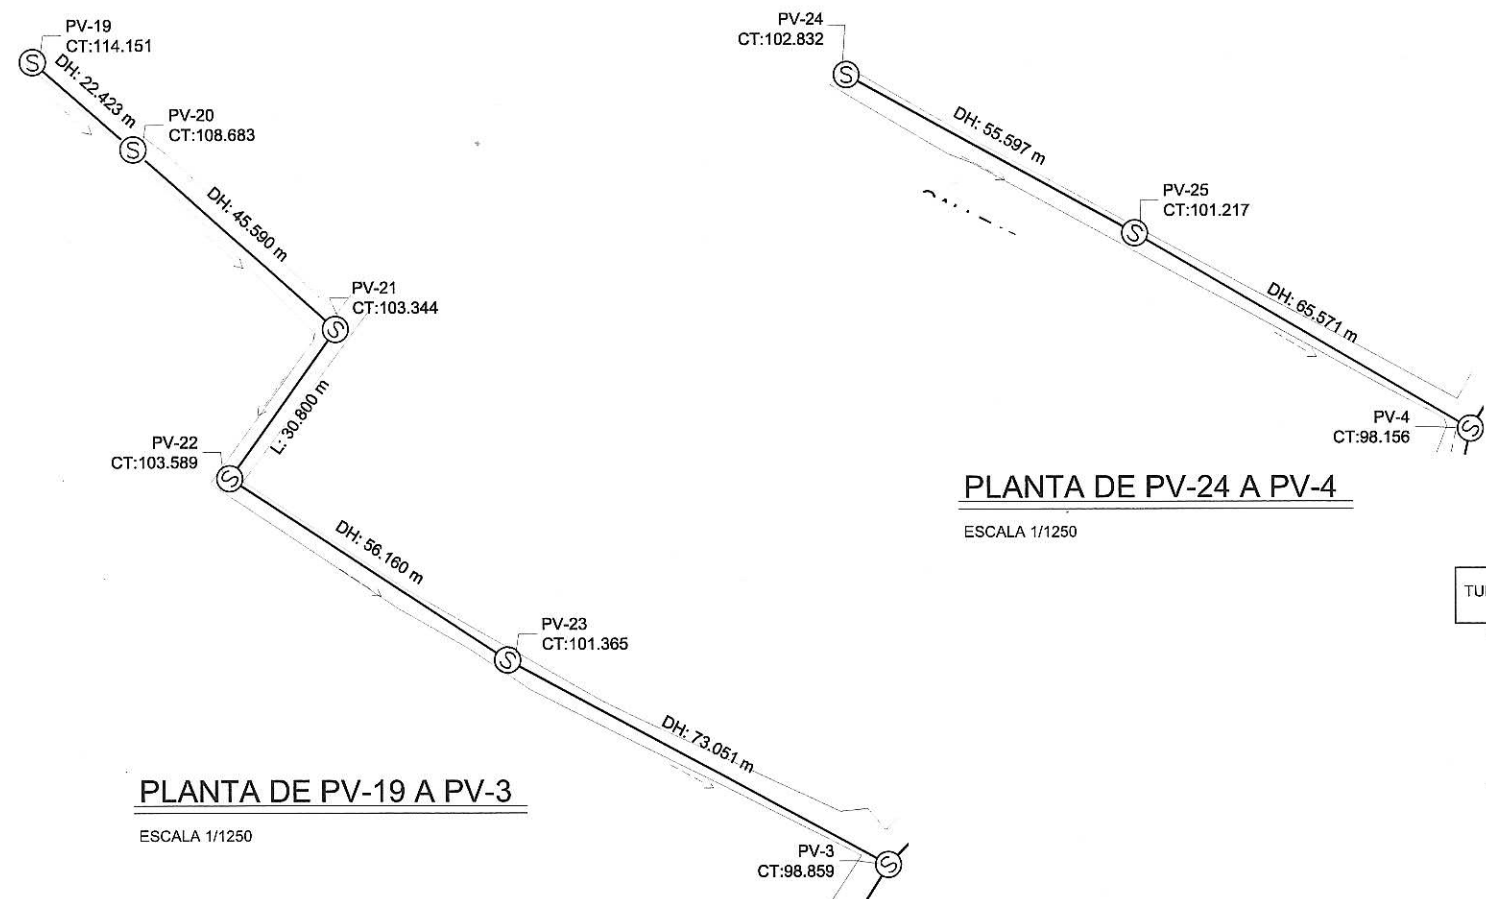 PV-19
CT:114.151
DH: 22.423 m
PV-20
CT:108.683
DH: 45.590 m
PV-21
CT:103.344
L: 30.800 m
PV-22
CT:103.589
DH: 56.160 m
PV-23
CT:101.365
DH: 73.051 m
PV-3
CT:98.859
PLANTA DE PV-19 A PV-3
ESCALA 1/1250
PV-24
CT:102.832
DH: 55.597 m
PV-25
CT:101.217
DH: 65.571 m
PV-4
CT:98.156
PLANTA DE PV-24 A PV-4
ESCALA 1/1250
S
S
S
S
S
S
S
S
S